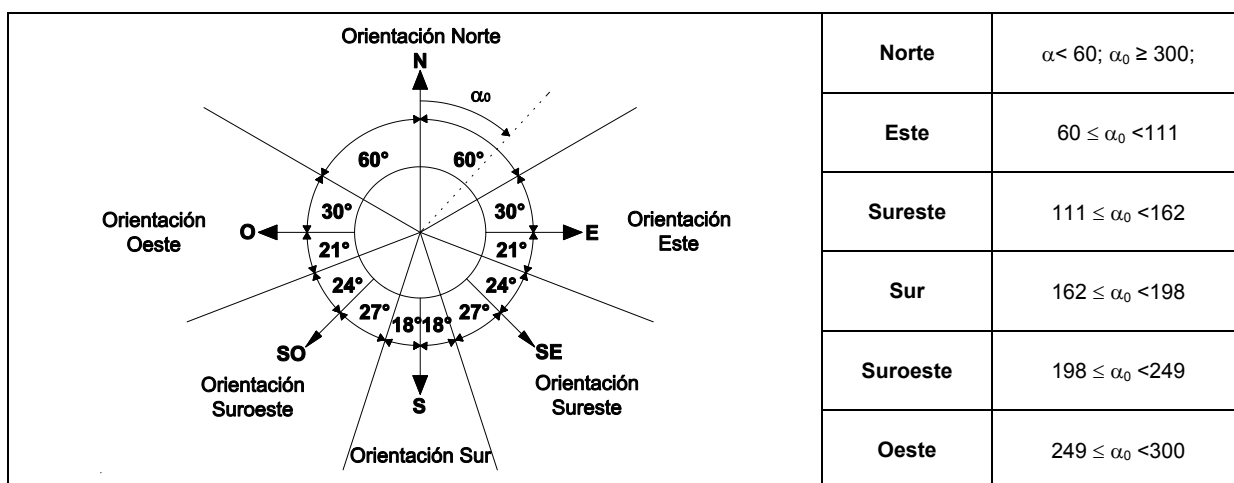 Orientación Norte
N
α₀
60° 60°
30° 30°
Orientación
Oeste
O
E
Orientación
Este
21° 21°
24° 24°
27° 27°
18° 18°
SO
SE
S
Orientación
Suroeste
Orientación
Sureste
Orientación Sur
Norte α< 60; α₀ ≥ 300;
Este 60 ≤ α₀ <111
Sureste 111 ≤ α₀ <162
Sur 162 ≤ α₀ <198
Suroeste 198 ≤ α₀ <249
Oeste 249 ≤ α₀ <300